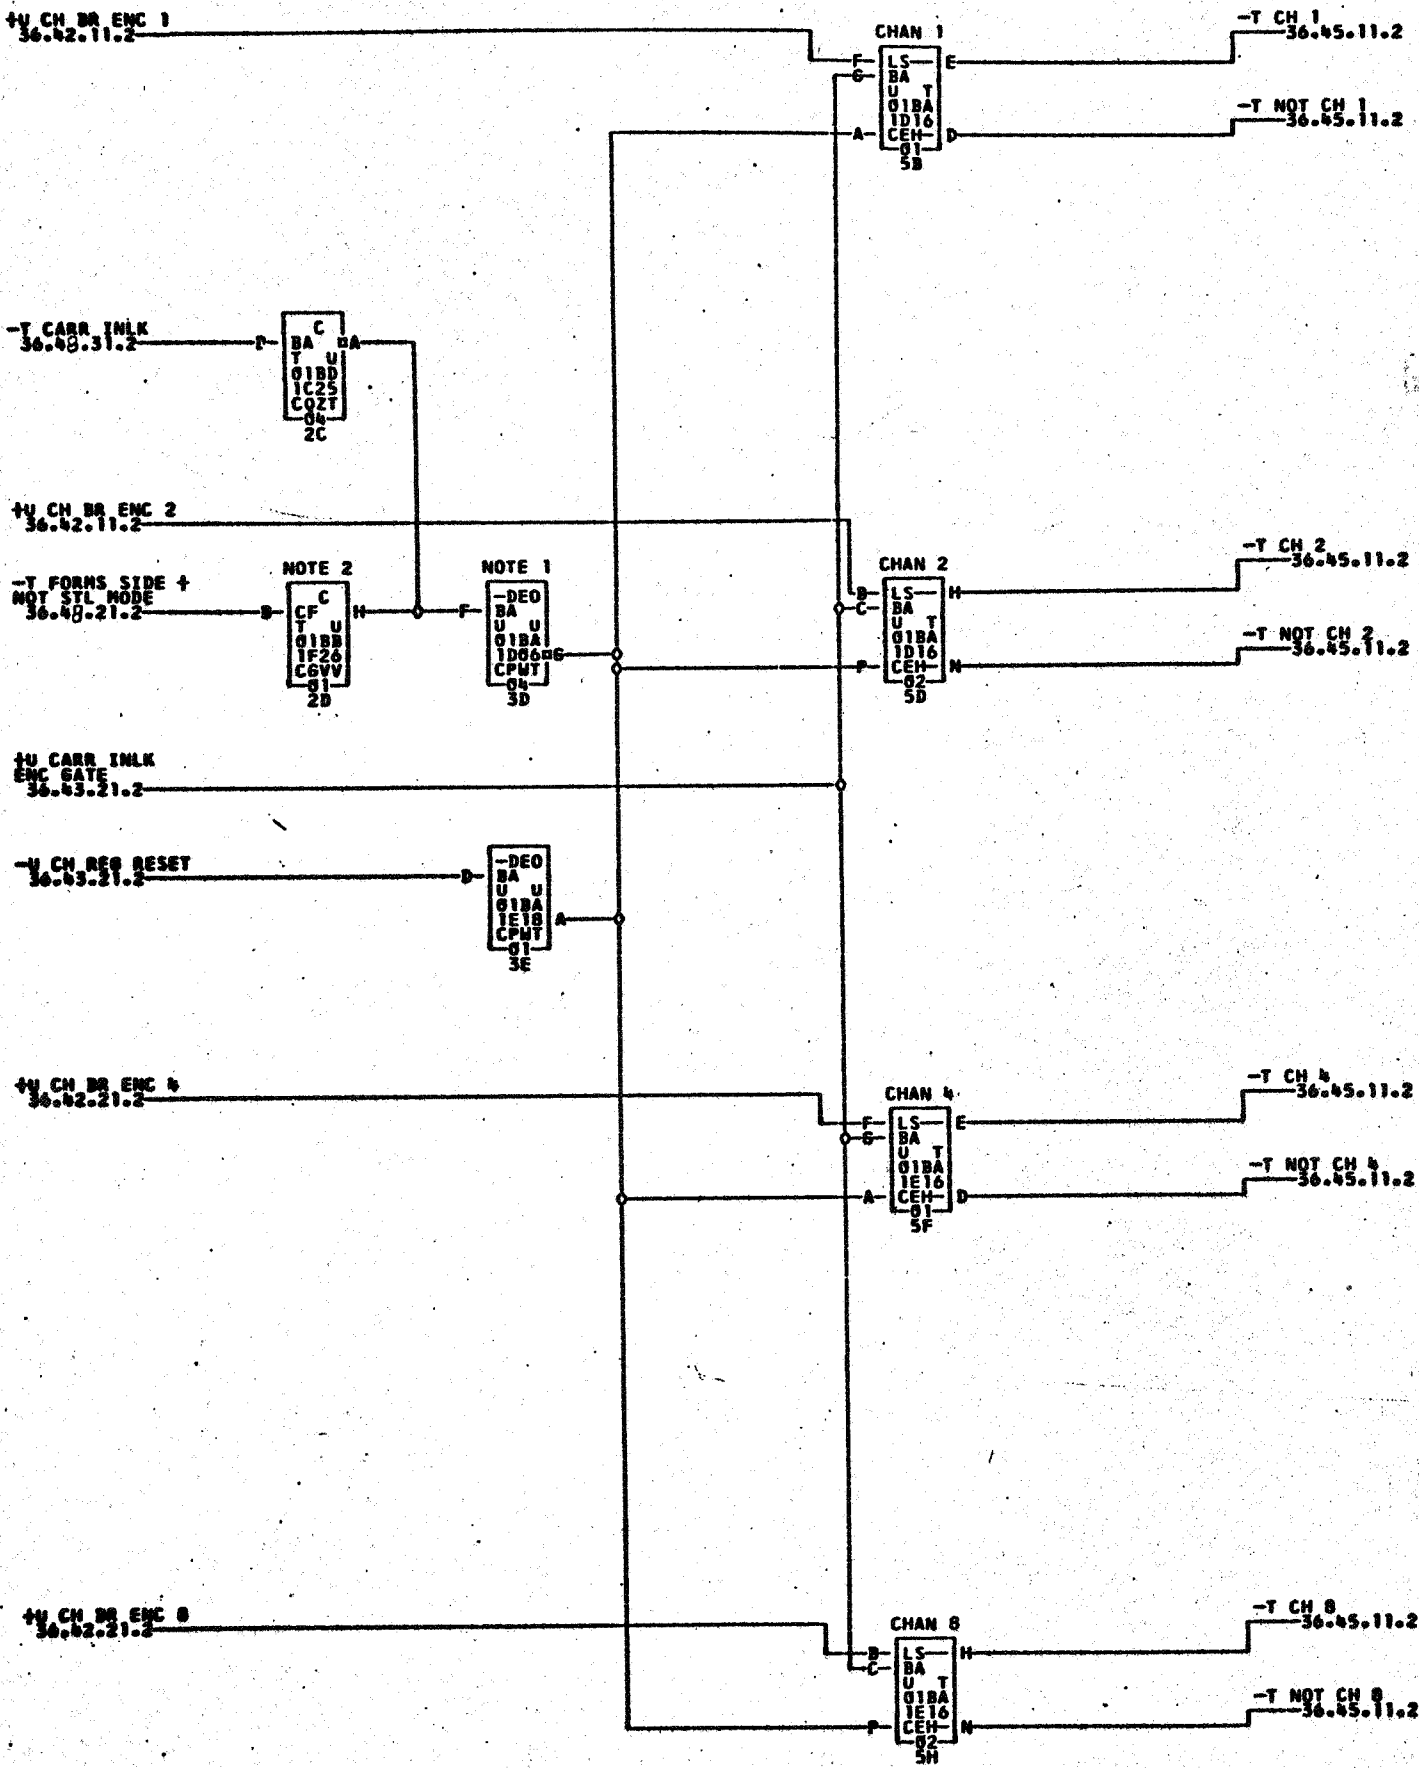 +U CH BR ENC 1
36.42.11.2
CHAN 1
F LS E
G BA
U T
01BA
1D16
A CEH D
01
5B
-T CH 1
36.45.11.2
-T NOT CH 1
36.45.11.2
-T CARR INLK
36.48.31.2
C
P BA A
T U
01BD
1C25
CQZT
04
2C
+U CH BR ENC 2
36.42.11.2
-T FORMS SIDE +
NOT STL MODE
36.48.21.2
NOTE 2
C
B CF H
T U
01BB
1F26
CGVV
01
2D
NOTE 1
-DEO
F BA
U U
01BA
1D06 G
CPWT
04
3D
CHAN 2
B LS H
C BA
U T
01BA
1D16
P CEH N
02
5D
-T CH 2
36.45.11.2
-T NOT CH 2
36.45.11.2
+U CARR INLK
ENC GATE
36.43.21.2
-U CH REG RESET
36.43.21.2
-DEO
D BA
U U
01BA
1E18 A
CPWT
01
3E
+U CH BR ENC 4
36.42.21.2
CHAN 4
F LS E
G BA
U T
01BA
1E16
A CEH D
01
5F
-T CH 4
36.45.11.2
-T NOT CH 4
36.45.11.2
+U CH BR ENC 8
36.42.21.2
CHAN 8
B LS H
C BA
U T
01BA
1E16
P CEH N
02
5H
-T CH 8
36.45.11.2
-T NOT CH 8
36.45.11.2